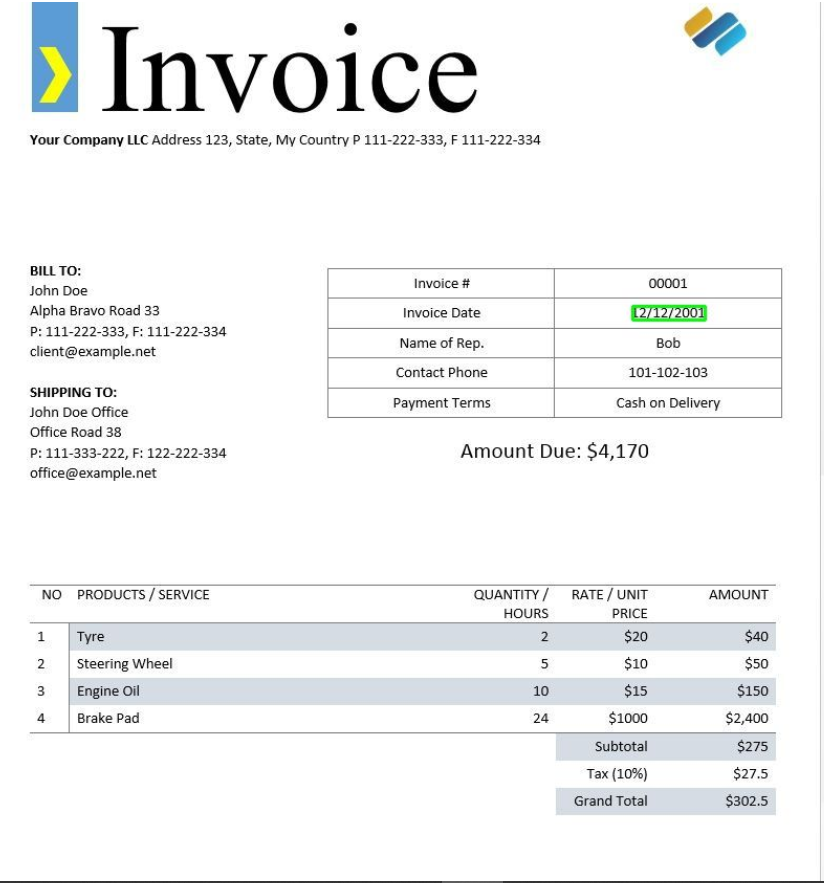 Invoice
Your Company LLC Address 123, State, My Country P 111-222-333, F 111-222-334
BILL TO:
John Doe
Alpha Bravo Road 33
P: 111-222-333, F: 111-222-334
client@example.net
SHIPPING TO:
John Doe Office
Office Road 38
P: 111-333-222, F: 122-222-334
office@example.net
Invoice # 00001
Invoice Date 12/12/2001
Name of Rep. Bob
Contact Phone 101-102-103
Payment Terms Cash on Delivery
Amount Due: $4,170
NO PRODUCTS / SERVICE QUANTITY / HOURS RATE / UNIT PRICE AMOUNT
1 Tyre 2 $20 $40
2 Steering Wheel 5 $10 $50
3 Engine Oil 10 $15 $150
4 Brake Pad 24 $1000 $2,400
Subtotal $275
Tax (10%) $27.5
Grand Total $302.5